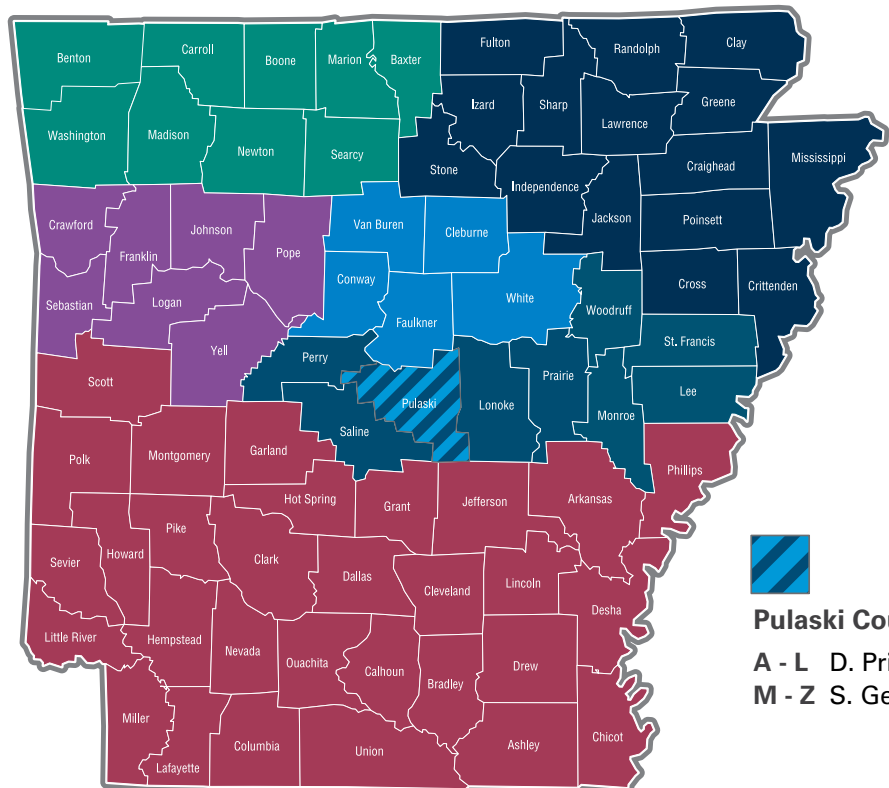 Benton
Carroll
Boone
Marion
Baxter
Fulton
Randolph
Clay
Washington
Madison
Newton
Searcy
Izard
Sharp
Lawrence
Greene
Stone
Independence
Craighead
Mississippi
Jackson
Poinsett
Crawford
Franklin
Johnson
Pope
Van Buren
Cleburne
Sebastian
Logan
Conway
Faulkner
White
Woodruff
Cross
Crittenden
Yell
Perry
Prairie
St. Francis
Scott
Pulaski
Lonoke
Monroe
Lee
Saline
Polk
Montgomery
Garland
Phillips
Hot Spring
Grant
Jefferson
Arkansas
Sevier
Howard
Pike
Clark
Dallas
Cleveland
Lincoln
Desha
Little River
Hempstead
Nevada
Ouachita
Calhoun
Bradley
Drew
Miller
Lafayette
Columbia
Union
Ashley
Chicot
Pulaski Cou
A - L D. Pri
M - Z S. Ge